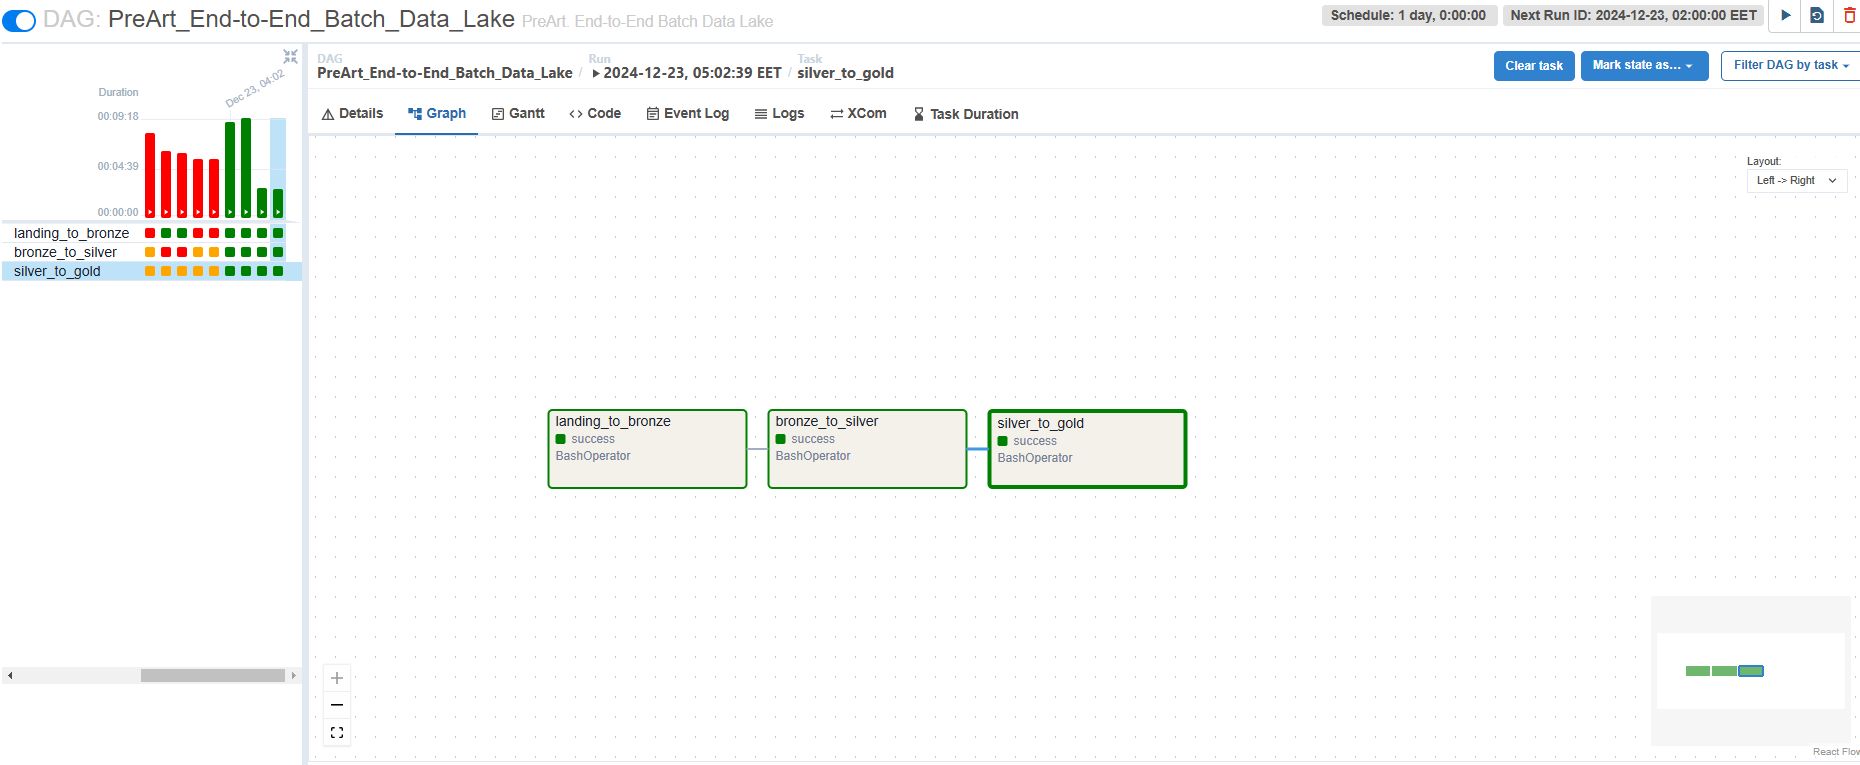 DAG: PreArt_End-to-End_Batch_Data_Lake PreArt. End-to-End Batch Data Lake
Schedule: 1 day, 0:00:00
Next Run ID: 2024-12-23, 02:00:00 EET
Dec 23, 04:02
Duration
00:09:18
00:04:39
00:00:00
landing_to_bronze
bronze_to_silver
silver_to_gold
DAG
PreArt_End-to-End_Batch_Data_Lake /
Run
2024-12-23, 05:02:39 EET /
Task
silver_to_gold
Clear task
Mark state as...
Filter DAG by task
Details
Graph
Gantt
Code
Event Log
Logs
XCom
Task Duration
Layout:
Left -> Right
landing_to_bronze
success
BashOperator
bronze_to_silver
success
BashOperator
silver_to_gold
success
BashOperator
React Flow